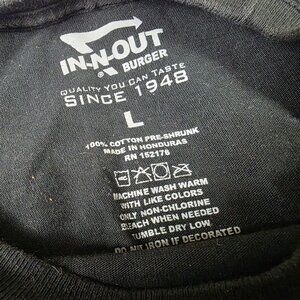 IN-N-OUT
BURGER
QUALITY YOU CAN TASTE
SINCE 1948
L
100% COTTON PRE-SHRUNK
MADE IN HONDURAS
RN 152176
MACHINE WASH WARM
WITH LIKE COLORS
ONLY NON-CHLORINE
BLEACH WHEN NEEDED
TUMBLE DRY LOW
DO NOT IRON IF DECORATED